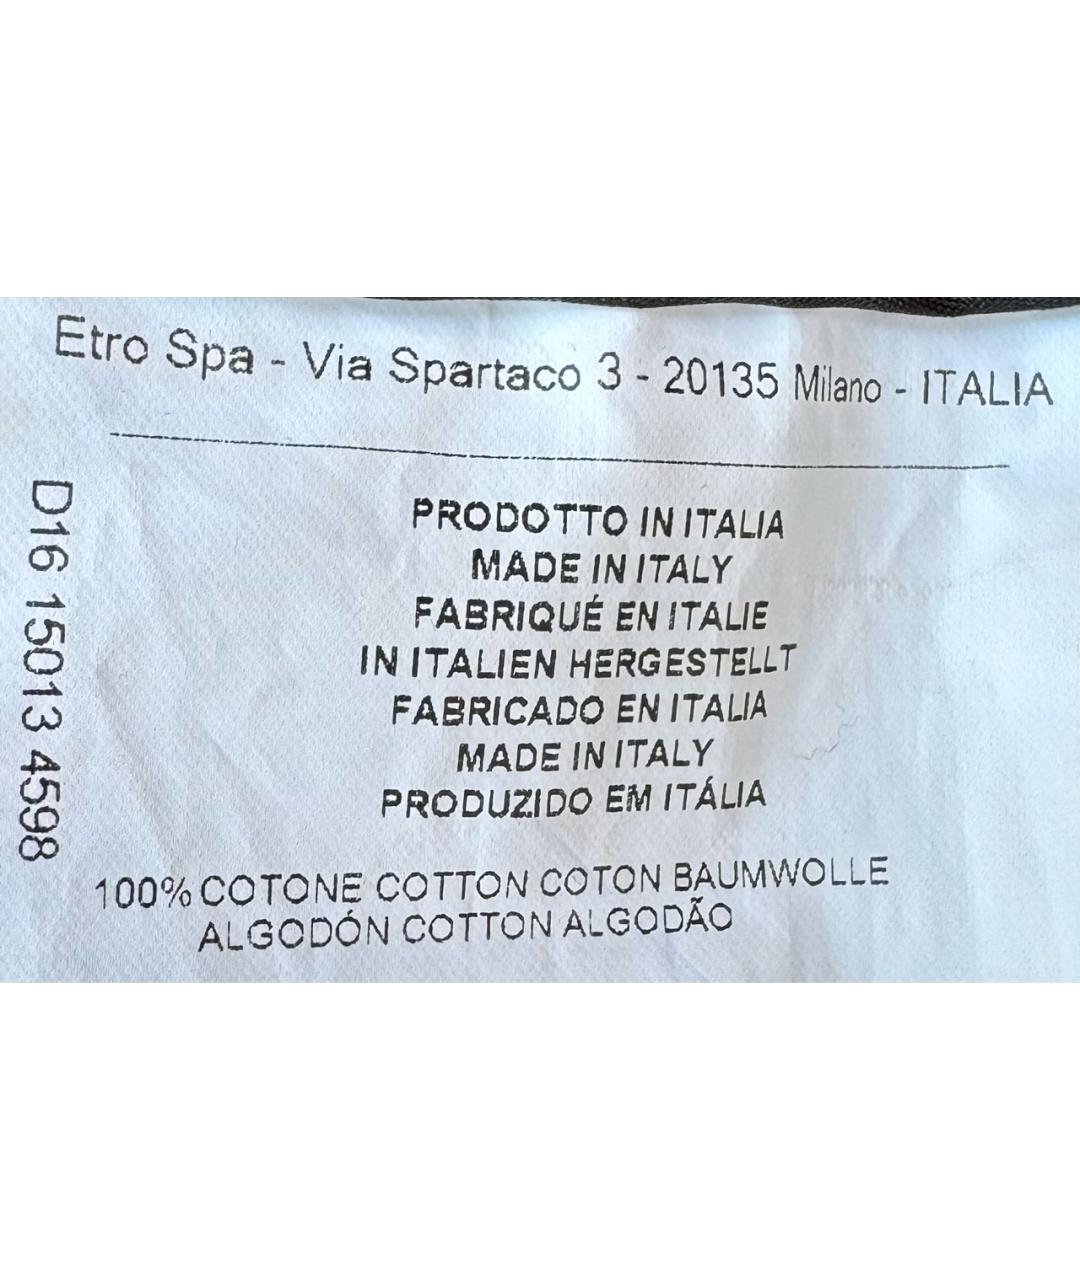 Etro Spa - Via Spartaco 3 - 20135 Milano - ITALIA
D16 15013 4598
PRODOTTO IN ITALIA
MADE IN ITALY
FABRIQUÉ EN ITALIE
IN ITALIEN HERGESTELLT
FABRICADO EN ITALIA
MADE IN ITALY
PRODUZIDO EM ITÁLIA
100% COTONE COTTON COTON BAUMWOLLE
ALGODÓN COTTON ALGODÃO